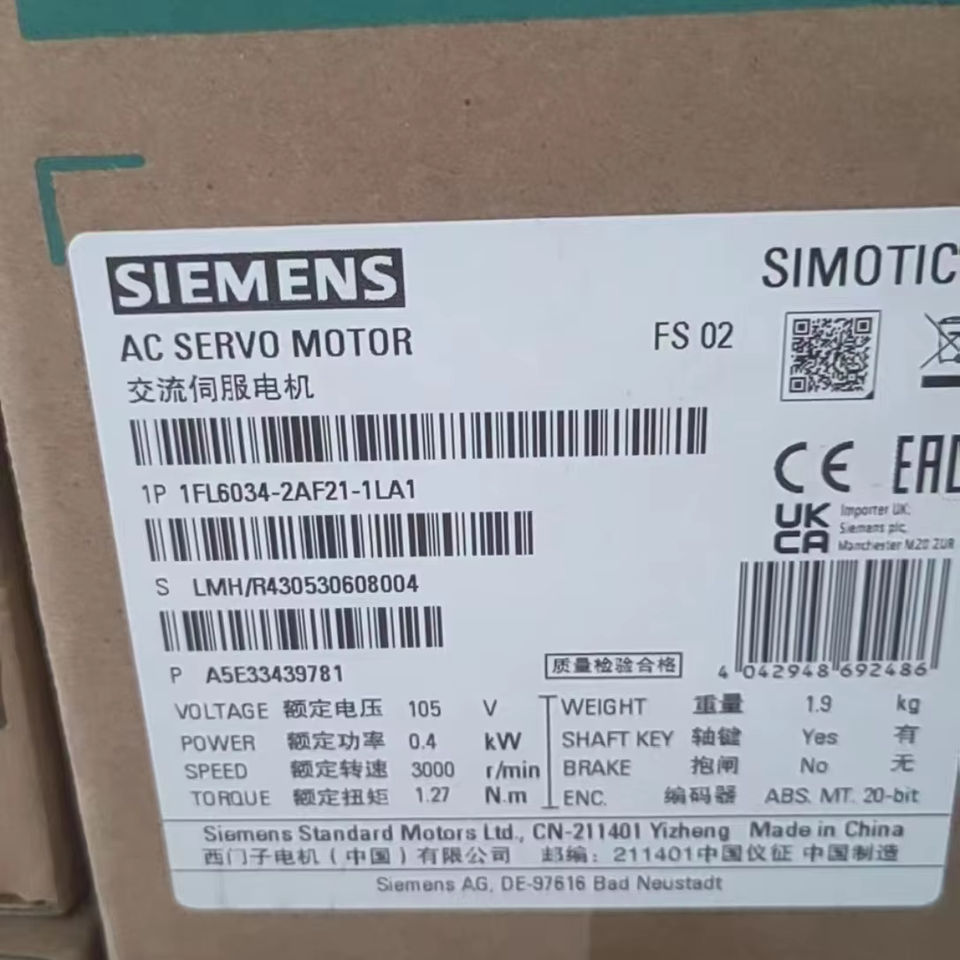 SIEMENS
SIMOTIC
AC SERVO MOTOR
FS 02
交流伺服电机
1P 1FL6034-2AF21-1LA1
CE EAC
UK CA
Importer UK:
Siemens plc,
Manchester M20 2UR
S LMH/R430530608004
P A5E33439781
质量检验合格
4 042948 692486
VOLTAGE 额定电压 105 V
POWER 额定功率 0.4 kW
SPEED 额定转速 3000 r/min
TORQUE 额定扭矩 1.27 N.m
WEIGHT 重量 1.9 kg
SHAFT KEY 轴键 Yes 有
BRAKE 抱闸 No 无
ENC. 编码器 ABS. MT. 20-bit
Siemens Standard Motors Ltd., CN-211401 Yizheng Made in China
西门子电机（中国）有限公司 邮编：211401中国仪征 中国制造
Siemens AG, DE-97616 Bad Neustadt